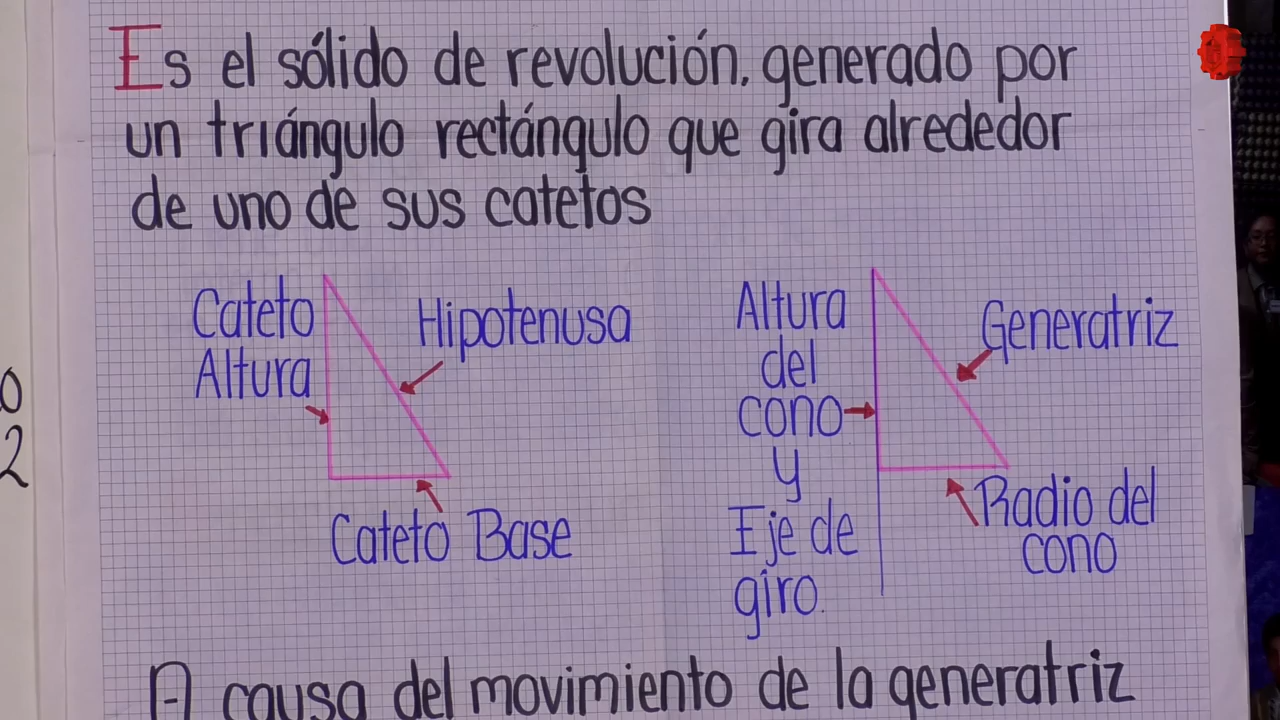 Es el sólido de revolución, generado por
un triángulo rectángulo que gira alrededor
de uno de sus catetos
Cateto
Altura
Hipotenusa
Cateto Base
Altura
del
cono
y
Eje de
giro.
Generatriz
Radio del
cono
A causa del movimiento de la generatriz
0
2